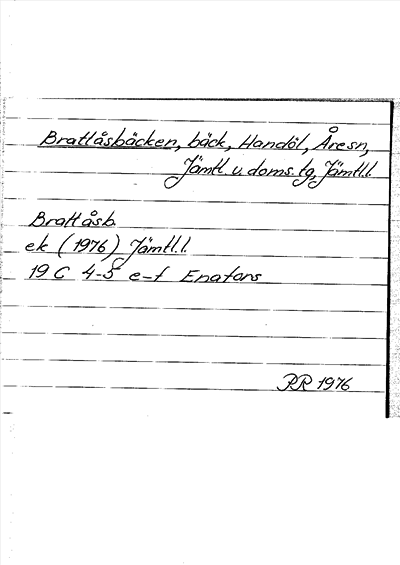 Brattåsbäcken, bäck, Handöl, Åresn,
Jämtl. v. doms. tg, Jämtl.l.
Brattåsb.
ek (1976) Jämtl.l.
19 C 4-5 e-f Enafors
RR 1976